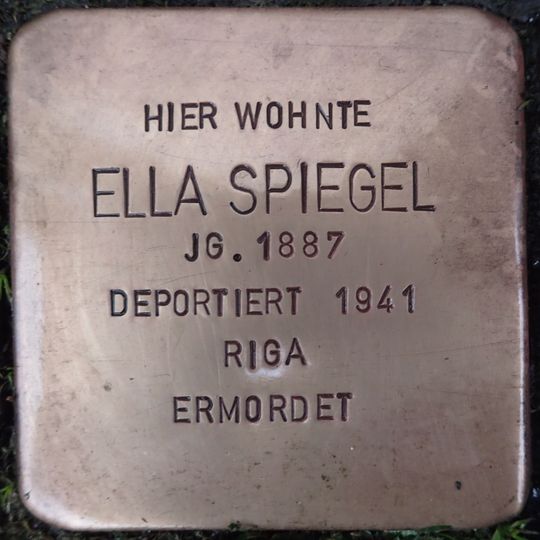 HIER WOHNTE
ELLA SPIEGEL
JG. 1887
DEPORTIERT 1941
RIGA
ERMORDET